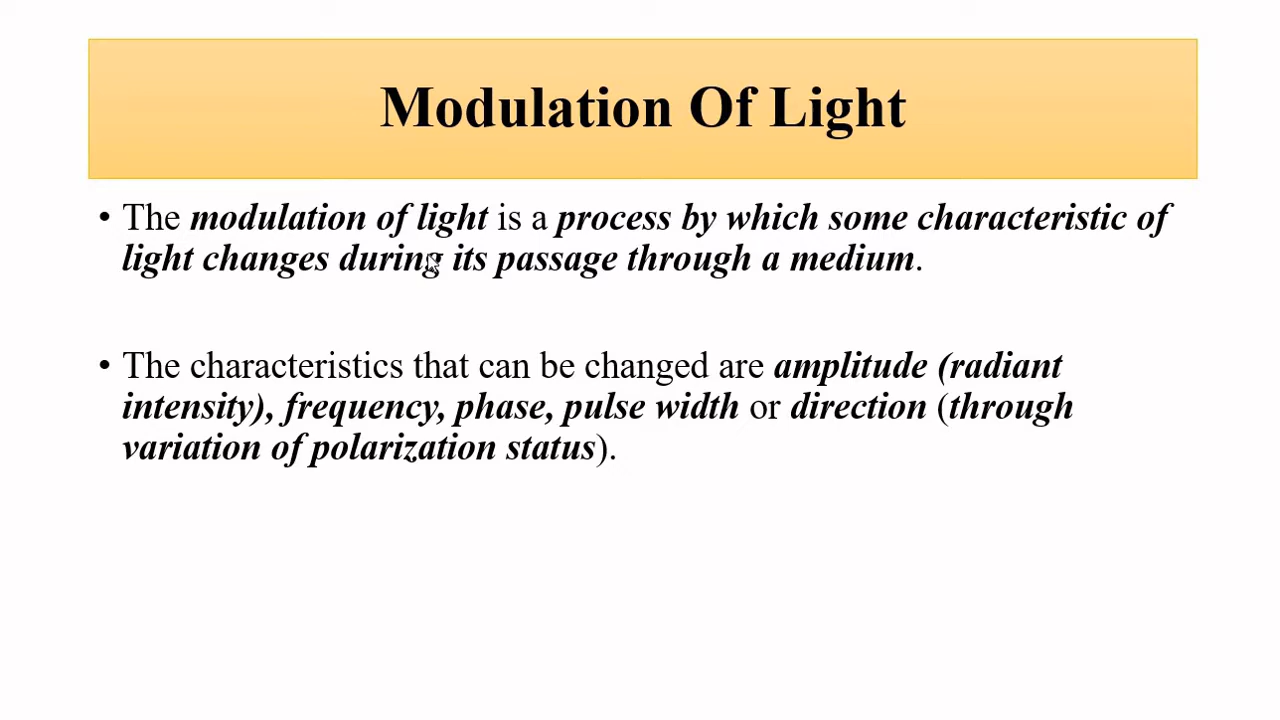 Modulation Of Light
• The modulation of light is a process by which some characteristic of
light changes during its passage through a medium.
• The characteristics that can be changed are amplitude (radiant
intensity), frequency, phase, pulse width or direction (through
variation of polarization status).